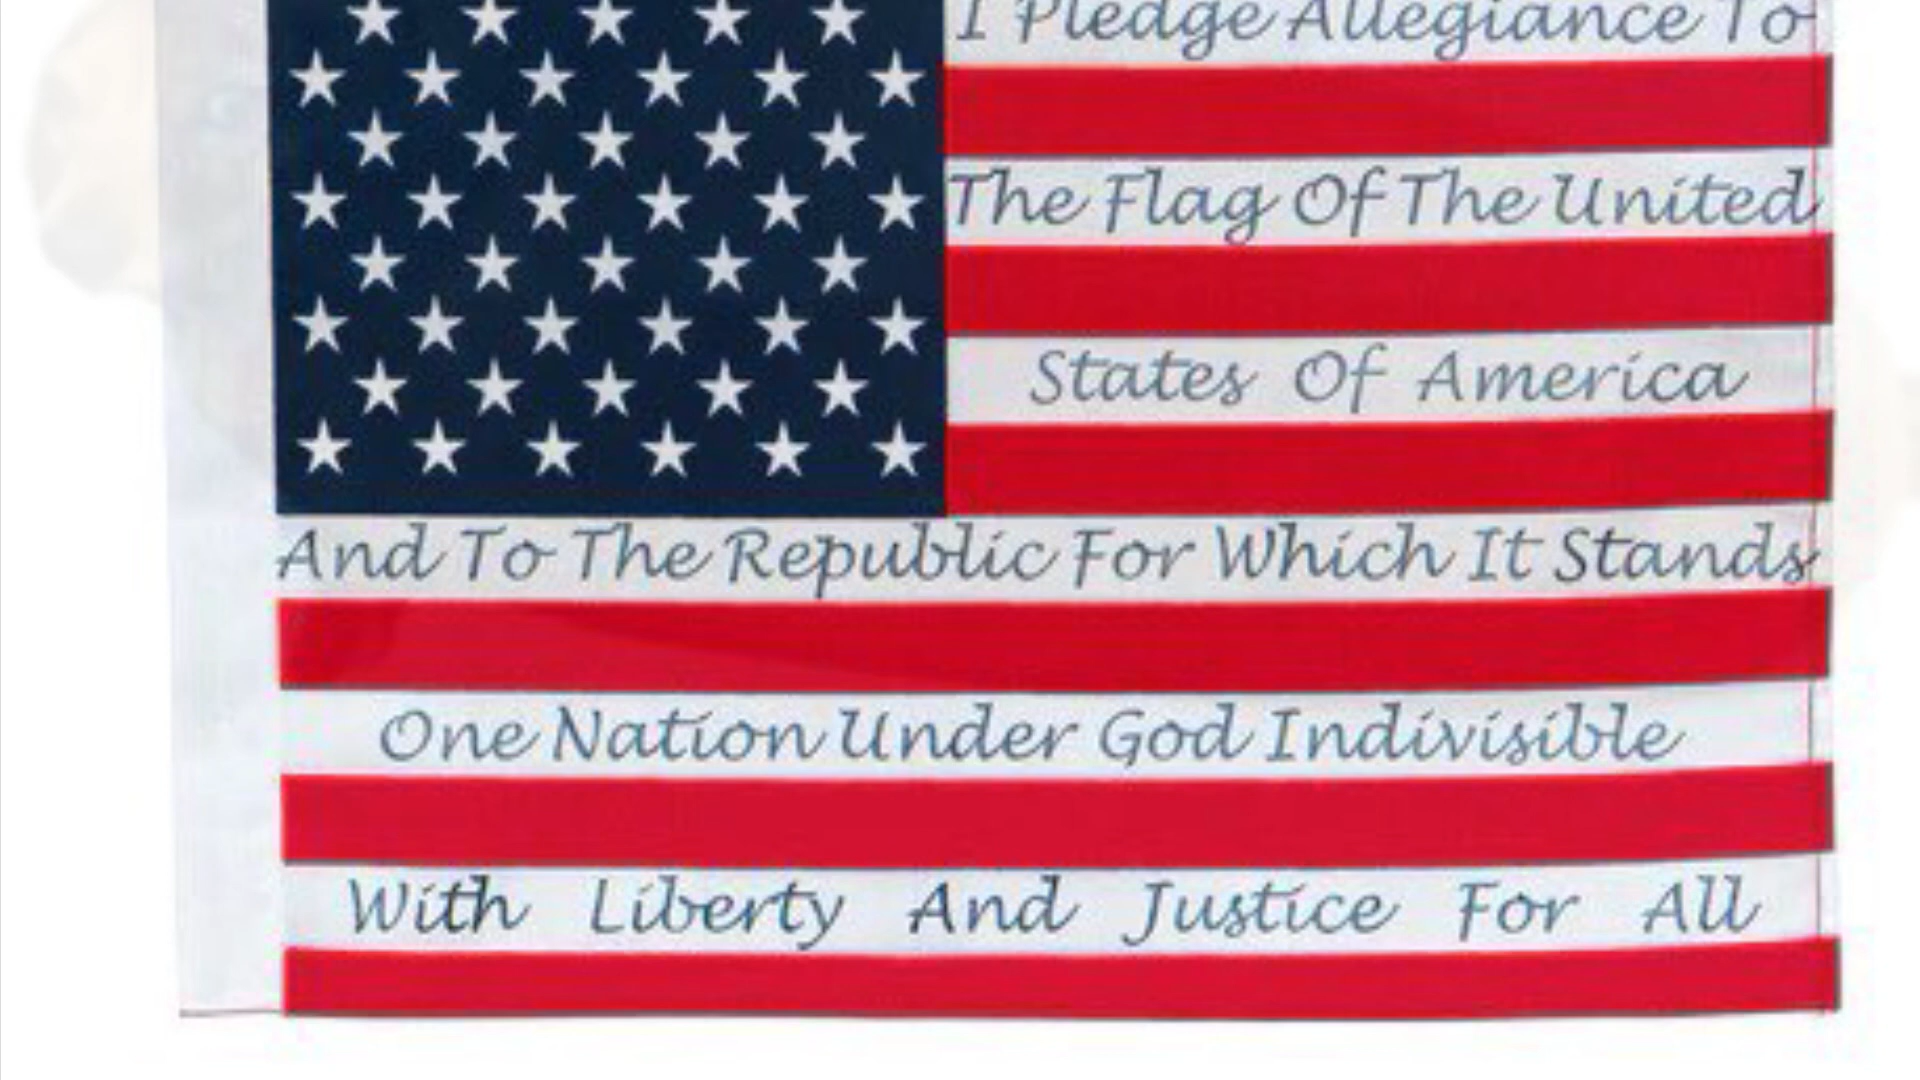 I Pledge Allegiance To
The Flag Of The United
States Of America
And To The Republic For Which It Stands
One Nation Under God Indivisible
With Liberty And Justice For All